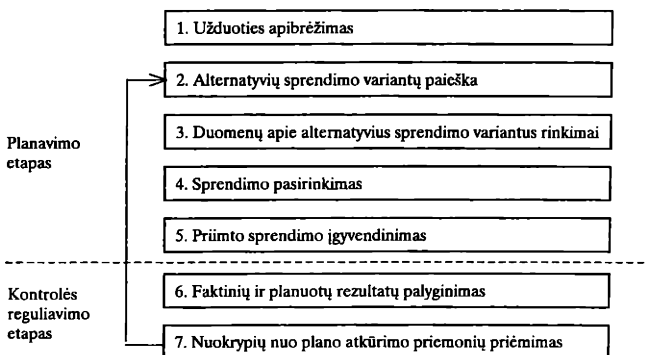 1. Užduoties apibrėžimas
2. Alternatyvių sprendimo variantų paieška
3. Duomenų apie alternatyvius sprendimo variantus rinkimai
4. Sprendimo pasirinkimas
5. Priimto sprendimo įgyvendinimas
Planavimo
etapas
6. Faktinių ir planuotų rezultatų palyginimas
7. Nuokrypių nuo plano atkūrimo priemonių priėmimas
Kontrolės
reguliavimo
etapas